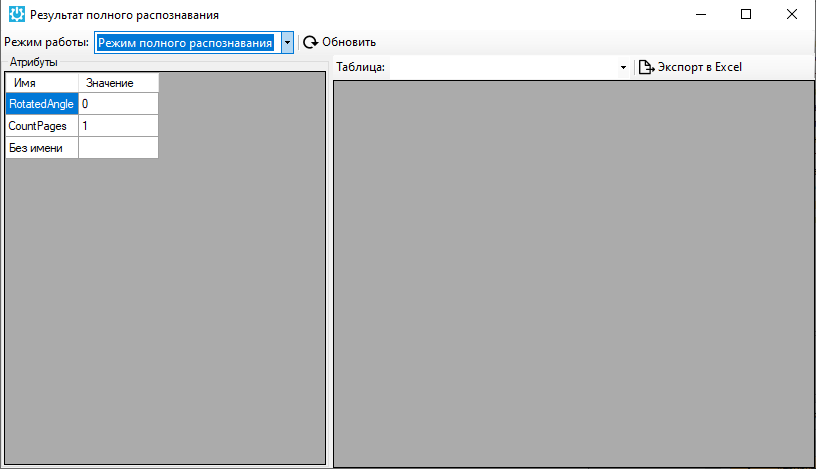 Результат полного распознавания
Режим работы: Режим полного распознавания Обновить
Атрибуты
Имя Значение
RotatedAngle 0
CountPages 1
Без имени
Таблица: Экспорт в Excel